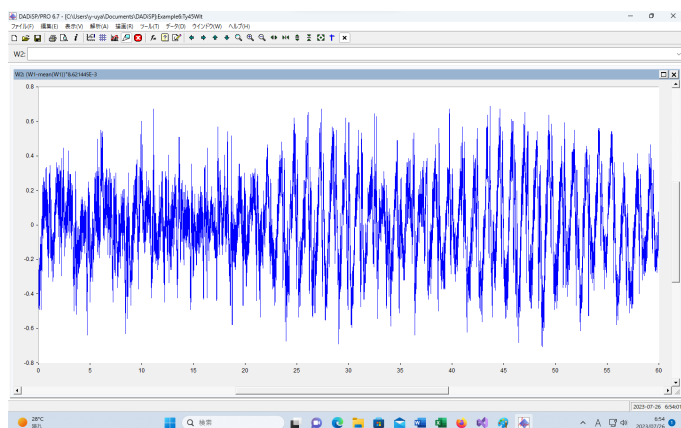 DADiSP/PRO 6.7 - [C:\Users\y-uya\Documents\DADiSP]-Example6\Ty45Wlt
ファイル(F) 編集(E) 表示(V) 解析(A) 描画(R) ツール(T) データ(D) ウインドウ(W) ヘルプ(H)
W2:
W2: (W1-mean(W1))*8.621445E-3
0.8
0.6
0.4
0.2
0
-0.2
-0.4
-0.6
-0.8
0 5 10 15 20 25 30 35 40 45 50 55 60
2023-07-26 6:54:01
28°C
検索
A
6:54
2023/07/26